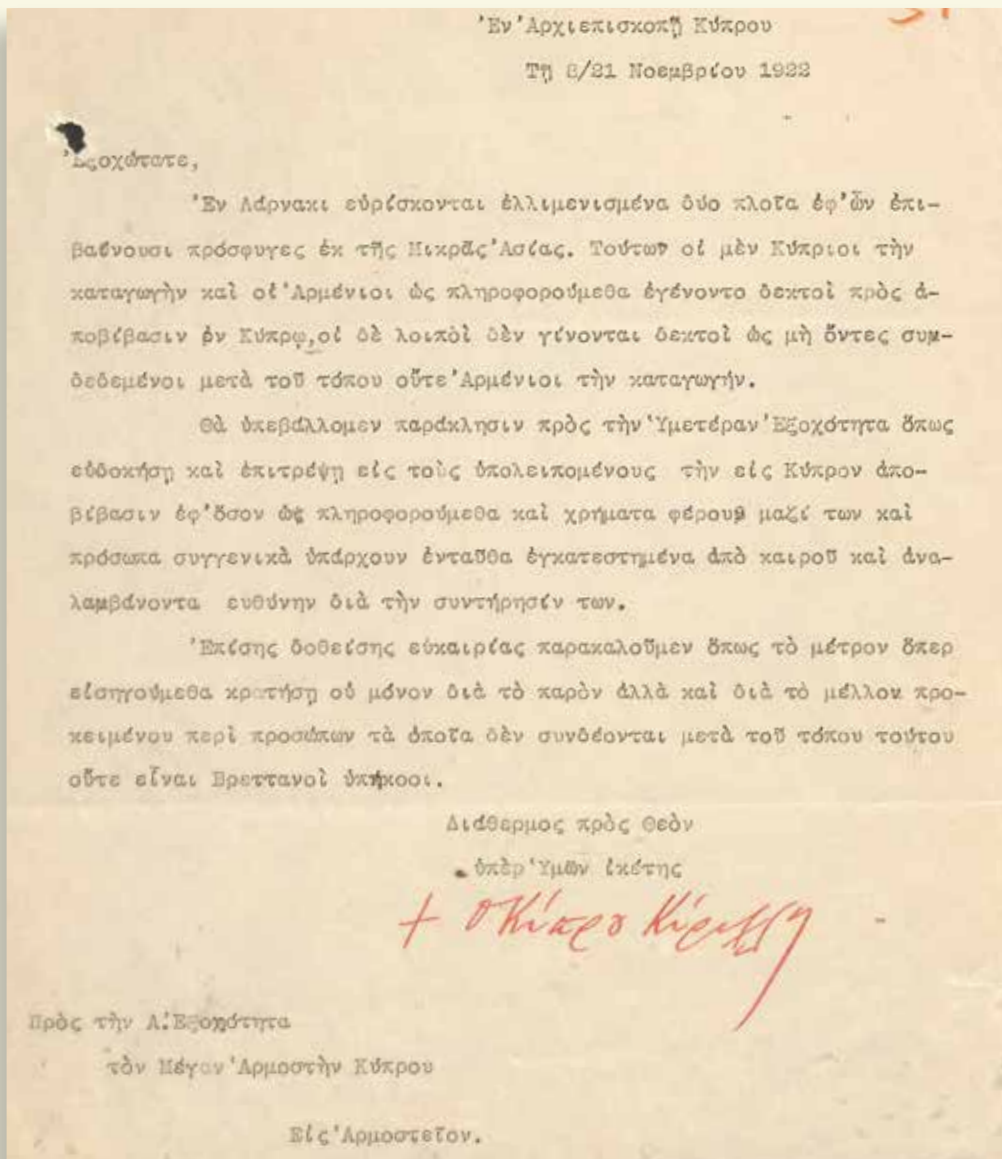 Ἐν Ἀρχιεπισκοπῇ Κύπρου
Τῇ 8/21 Νοεμβρίου 1922
Ἐξοχώτατε,
Ἐν Λάρνακι εὑρίσκονται ἐλλιμενισμένα δύο πλοῖα ἐφ' ὧν ἐπι-
βαίνουσι πρόσφυγες ἐκ τῆς Μικρᾶς Ἀσίας. Τούτων οἱ μὲν Κύπριοι τὴν
καταγωγὴν καὶ οἱ Ἀρμένιοι ὡς πληροφορούμεθα ἐγένοντο δεκτοὶ πρὸς ἀ-
ποβίβασιν ἐν Κύπρῳ, οἱ δὲ λοιποὶ δὲν γίνονται δεκτοὶ ὡς μὴ ὄντες συν-
δεδεμένοι μετὰ τοῦ τόπου οὔτε Ἀρμένιοι τὴν καταγωγήν.
Θὰ ὑπεβάλλομεν παράκλησιν πρὸς τὴν Ὑμετέραν Ἐξοχότητα ὅπως
εὐδοκήσῃ καὶ ἐπιτρέψῃ εἰς τοὺς ὑπολειπομένους τὴν εἰς Κύπρον ἀπο-
βίβασιν ἐφ' ὅσον ὡς πληροφορούμεθα καὶ χρήματα φέρουν μαζί των καὶ
πρόσωπα συγγενικὰ ὑπάρχουν ἐνταῦθα ἐγκατεστημένα ἀπὸ καιροῦ καὶ ἀνα-
λαμβάνοντα ευθύνην διὰ τὴν συντήρησίν των.
Ἐπίσης δοθείσης εὐκαιρίας παρακαλοῦμεν ὅπως τὸ μέτρον ὅπερ
εἰσηγούμεθα κρατήσῃ οὐ μόνον διὰ τὸ παρὸν ἀλλὰ καὶ διὰ τὸ μέλλον προ-
κειμένου περὶ προσώπων τὰ ὁποῖα δὲν συνδέονται μετὰ τοῦ τόπου τούτου
οὔτε εἶναι Βρεττανοὶ ὑπήκοοι.
Διάθερμος πρὸς Θεὸν
ὑπὲρ Ὑμῶν ἱκέτης
+ ὁ Κύπρου Κύριλλος
Πρὸς τὴν Α. Ἐξοχότητα
τὸν Μέγαν Ἁρμοστὴν Κύπρου
Εἰς Ἁρμοστεῖον.